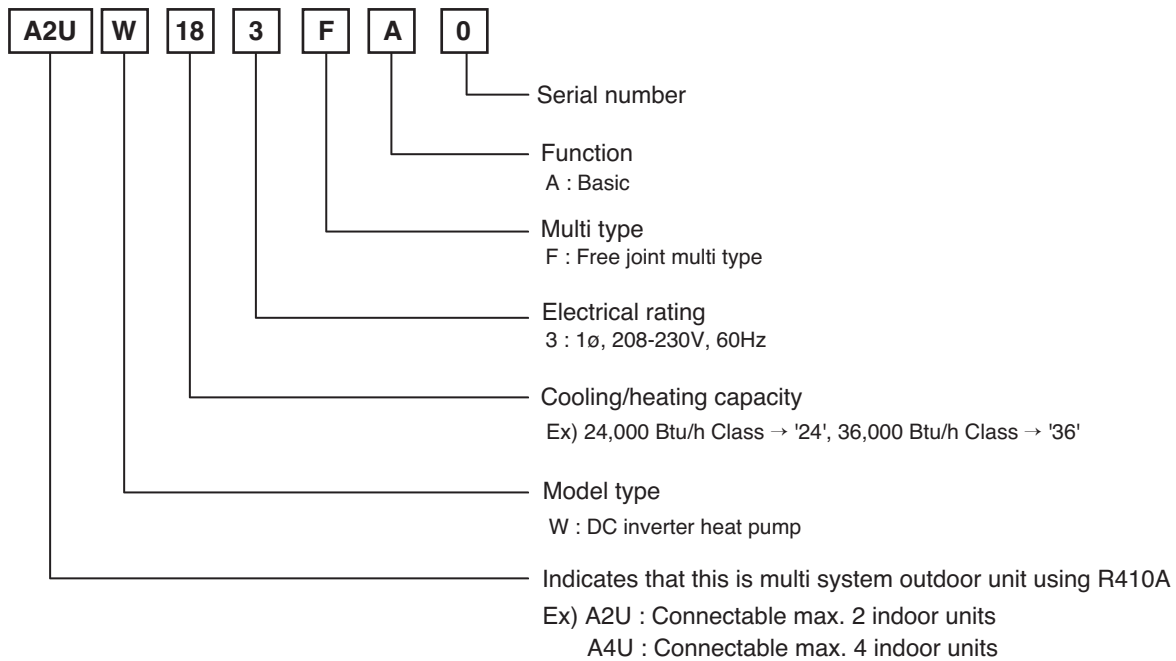 A2U W 18 3 F A 0
Serial number
Function
A : Basic
Multi type
F : Free joint multi type
Electrical rating
3 : 1ø, 208-230V, 60Hz
Cooling/heating capacity
Ex) 24,000 Btu/h Class → '24', 36,000 Btu/h Class → '36'
Model type
W : DC inverter heat pump
Indicates that this is multi system outdoor unit using R410A
Ex) A2U : Connectable max. 2 indoor units
A4U : Connectable max. 4 indoor units